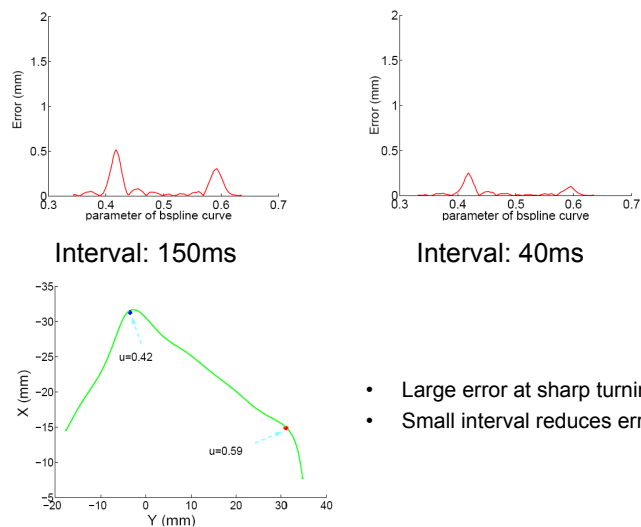 2
1.5
1
0.5
0
Error (mm)
0.3 0.4 0.5 0.6 0.7
parameter of bspline curve
Interval: 150ms
2
1.5
1
0.5
0
Error (mm)
0.3 0.4 0.5 0.6 0.7
parameter of bspline curve
Interval: 40ms
−35
−30
−25
−20
−15
−10
−5
X (mm)
u=0.42
u=0.59
−20 −10 0 10 20 30 40
Y (mm)
• Large error at sharp
• Small interval reduces